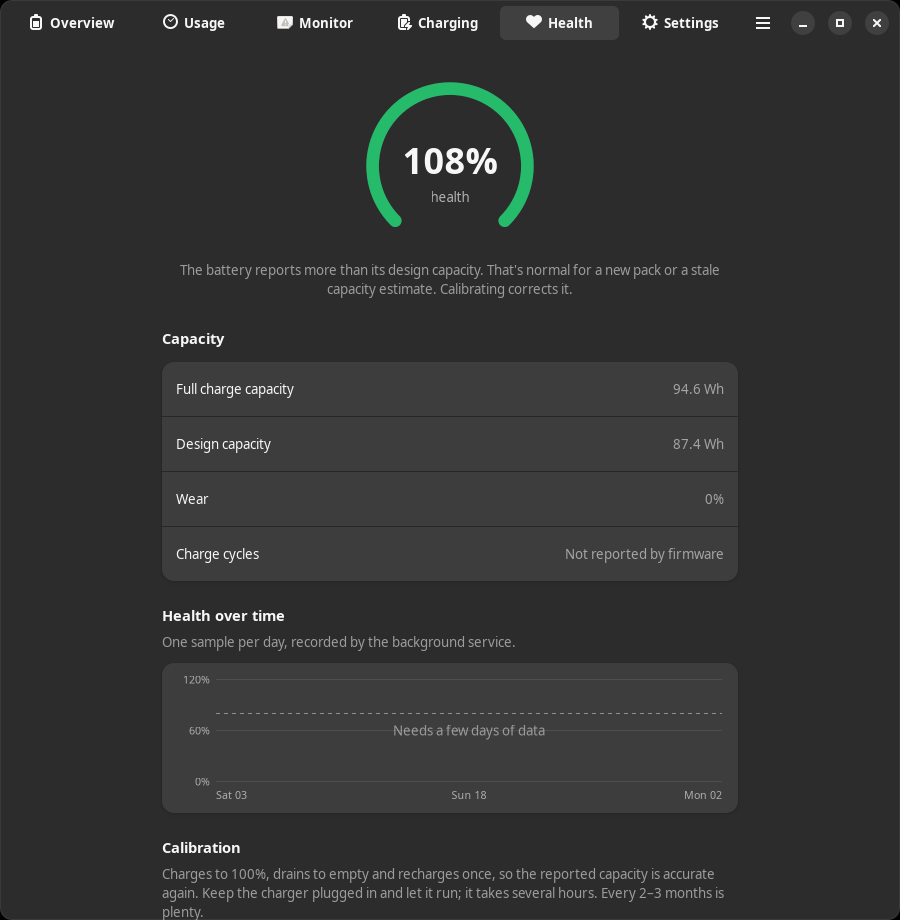 Overview Usage Monitor Charging Health Settings
108%
health
The battery reports more than its design capacity. That's normal for a new pack or a stale
capacity estimate. Calibrating corrects it.
Capacity
Full charge capacity 94.6 Wh
Design capacity 87.4 Wh
Wear 0%
Charge cycles Not reported by firmware
Health over time
One sample per day, recorded by the background service.
120%
60% Needs a few days of data
0%
Sat 03 Sun 18 Mon 02
Calibration
Charges to 100%, drains to empty and recharges once, so the reported capacity is accurate
again. Keep the charger plugged in and let it run; it takes several hours. Every 2–3 months is
plenty.